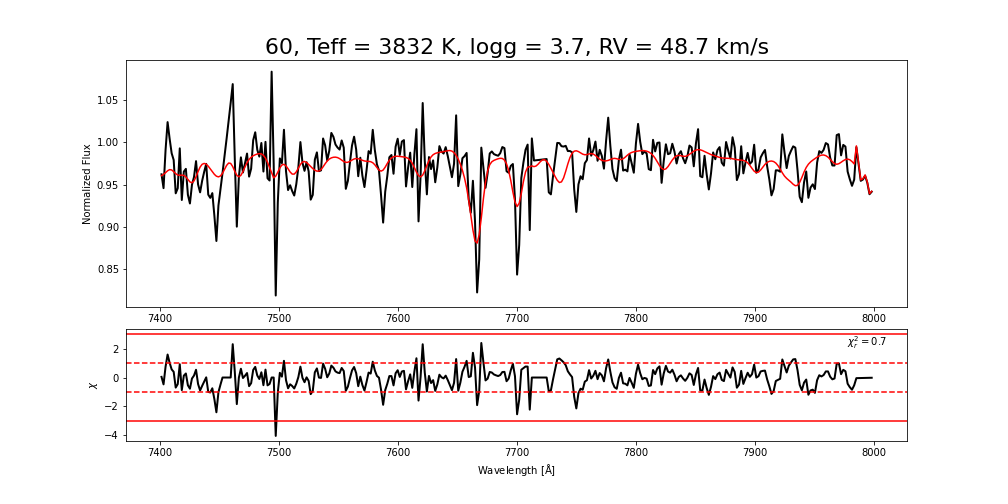 60, Teff = 3832 K, logg = 3.7, RV = 48.7 km/s
Normalized Flux
1.05
1.00
0.95
0.90
0.85
7400 7500 7600 7700 7800 7900 8000
χ
2
0
−2
−4
χ²ᵣ = 0.7
7400 7500 7600 7700 7800 7900 8000
Wavelength [Å]